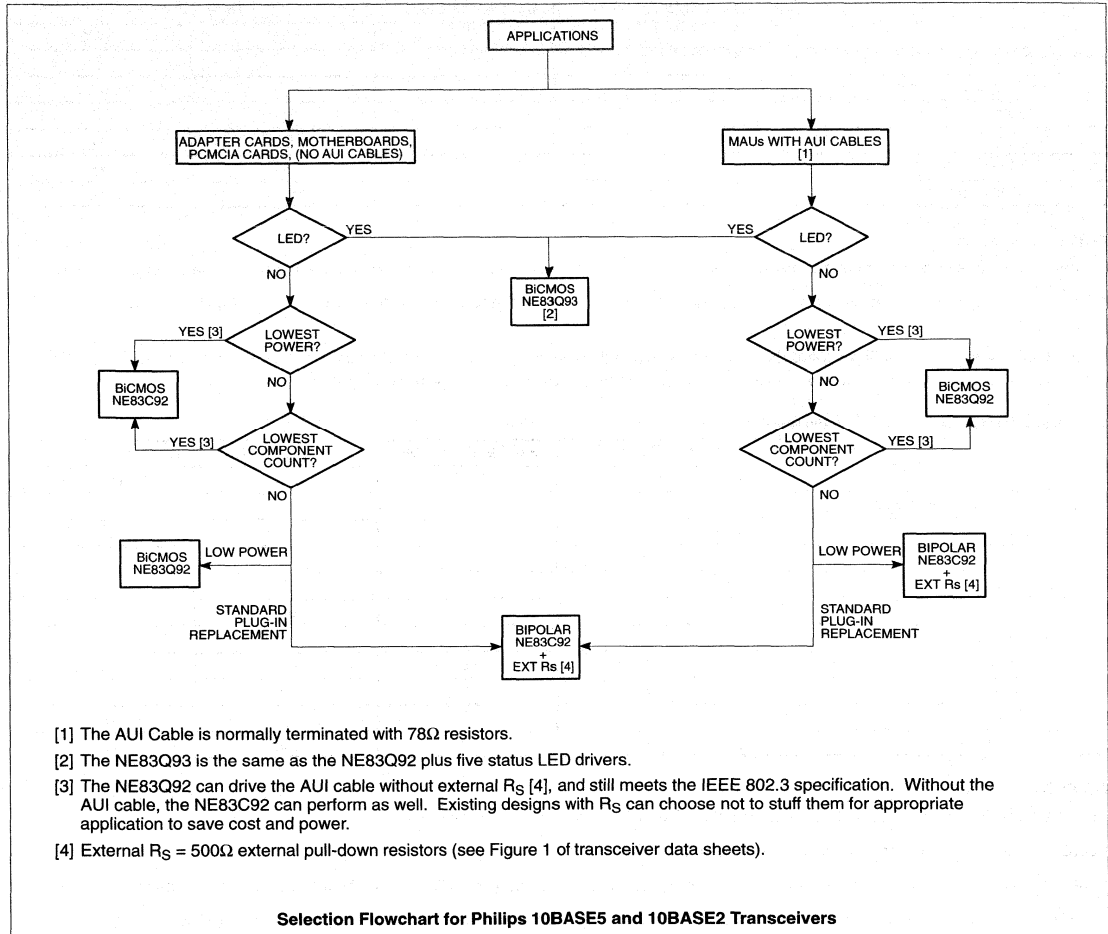 APPLICATIONS
ADAPTER CARDS, MOTHERBOARDS,
PCMCIA CARDS, (NO AUI CABLES)
MAUs WITH AUI CABLES
[1]
LED?
YES
YES
LED?
NO
NO
BiCMOS
NE83Q93
[2]
YES [3]
LOWEST
POWER?
LOWEST
POWER?
YES [3]
BiCMOS
NE83C92
NO
NO
BiCMOS
NE83Q92
YES [3]
LOWEST
COMPONENT
COUNT?
LOWEST
COMPONENT
COUNT?
YES [3]
NO
NO
BiCMOS
NE83Q92
LOW POWER
LOW POWER
BIPOLAR
NE83C92
+
EXT Rs [4]
STANDARD
PLUG-IN
REPLACEMENT
BIPOLAR
NE83C92
+
EXT Rs [4]
STANDARD
PLUG-IN
REPLACEMENT
[1] The AUI Cable is normally terminated with 78Ω resistors.
[2] The NE83Q93 is the same as the NE83Q92 plus five status LED drivers.
[3] The NE83Q92 can drive the AUI cable without external RS [4], and still meets the IEEE 802.3 specification. Without the
AUI cable, the NE83C92 can perform as well. Existing designs with RS can choose not to stuff them for appropriate
application to save cost and power.
[4] External RS = 500Ω external pull-down resistors (see Figure 1 of transceiver data sheets).
Selection Flowchart for Philips 10BASE5 and 10BASE2 Transceivers